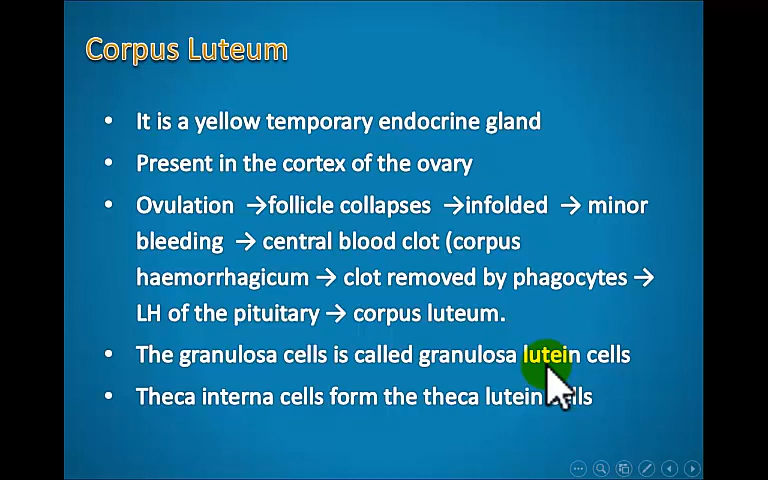 Corpus Luteum
• It is a yellow temporary endocrine gland
• Present in the cortex of the ovary
• Ovulation →follicle collapses →infolded → minor
bleeding → central blood clot (corpus
haemorrhagicum → clot removed by phagocytes →
LH of the pituitary → corpus luteum.
• The granulosa cells is called granulosa lutein cells
• Theca interna cells form the theca lutein